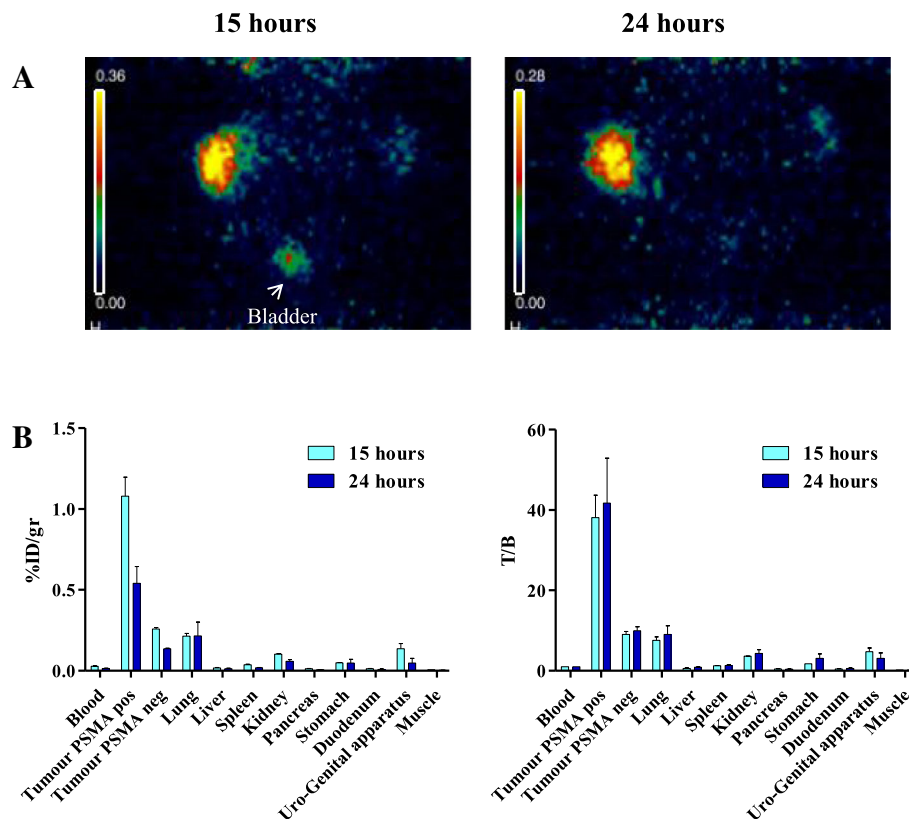 15 hours
24 hours
A
0.36
0.00
H
Bladder
0.28
0.00
H
B
1.5
1.0
0.5
0.0
%ID/gr
15 hours
24 hours
Blood
Tumour PSMA pos
Tumour PSMA neg
Lung
Liver
Spleen
Kidney
Pancreas
Stomach
Duodenum
Uro-Genital apparatus
Muscle
60
40
20
0
T/B
15 hours
24 hours
Blood
Tumour PSMA pos
Tumour PSMA neg
Lung
Liver
Spleen
Kidney
Pancreas
Stomach
Duodenum
Uro-Genital apparatus
Muscle